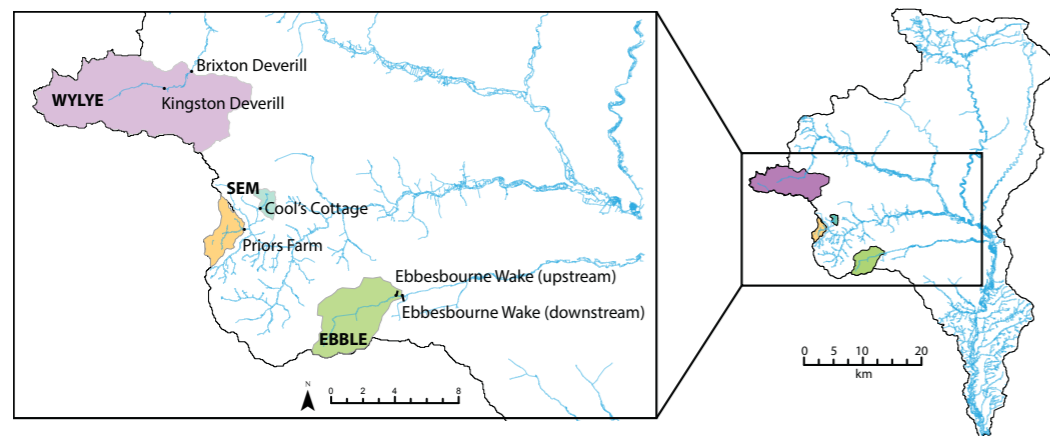 Brixton Deverill
WYLYE
Kingston Deverill
SEM
Cool's Cottage
Priors Farm
Ebbesbourne Wake (upstream)
Ebbesbourne Wake (downstream)
EBBLE
N
0 2 4 8
0 5 10 20
km